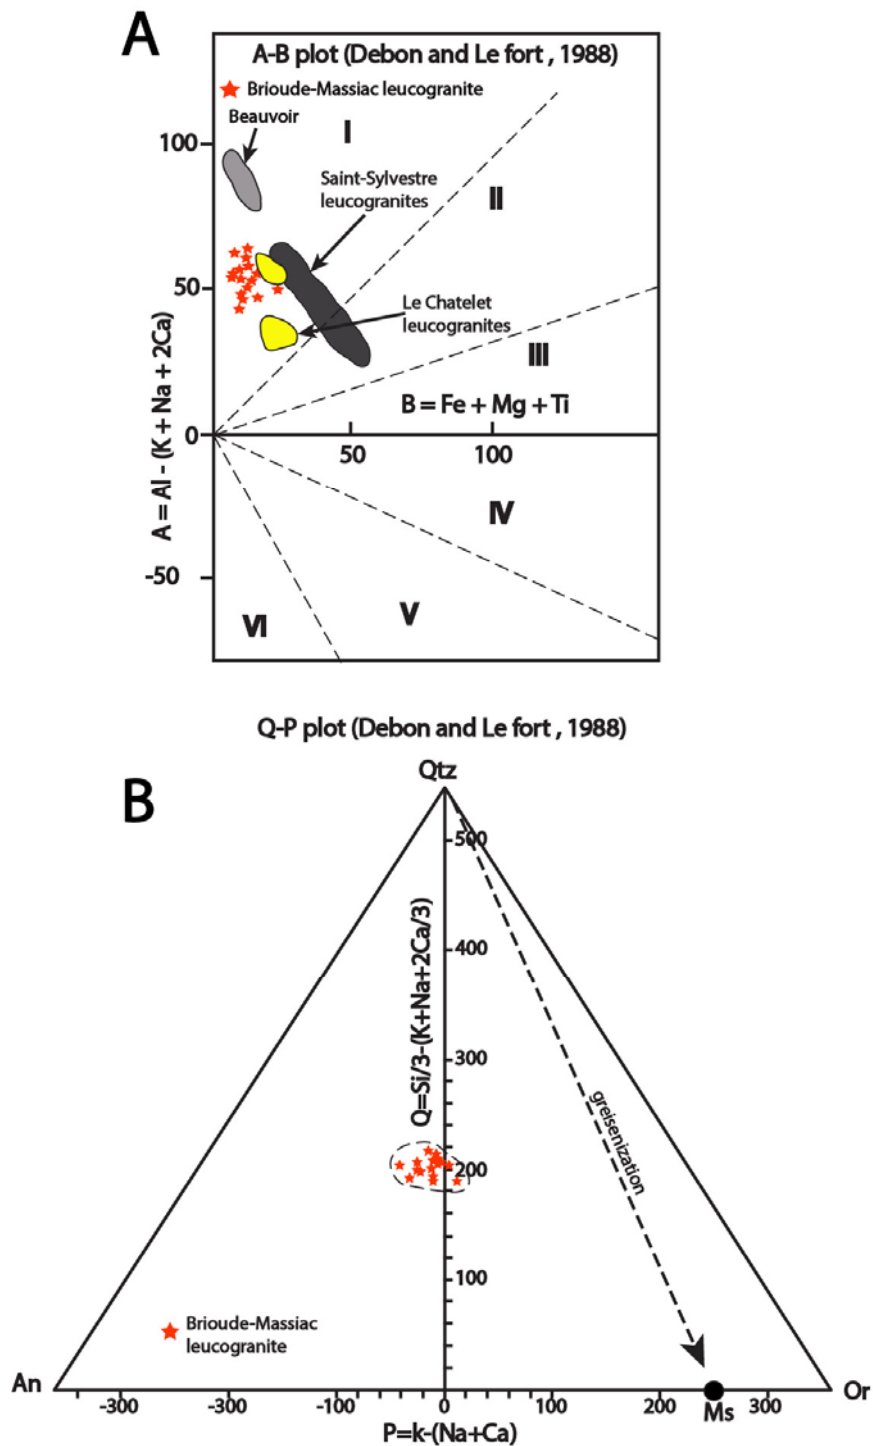 A
A-B plot (Debon and Le fort , 1988)
Brioude-Massiac leucogranite
Beauvoir
I
100
Saint-Sylvestre
leucogranites
II
50
Le Chatelet
leucogranites
III
B = Fe + Mg + Ti
A = Al - (K + Na + 2Ca)
0
50
100
IV
-50
V
VI
Q-P plot (Debon and Le fort , 1988)
B
Qtz
500
Q=Si/3-(K+Na+2Ca/3)
400
300
greisenization
200
100
Brioude-Massiac
leucogranite
An
Or
-300
-300
-100
0
100
200
Ms
300
P=k-(Na+Ca)